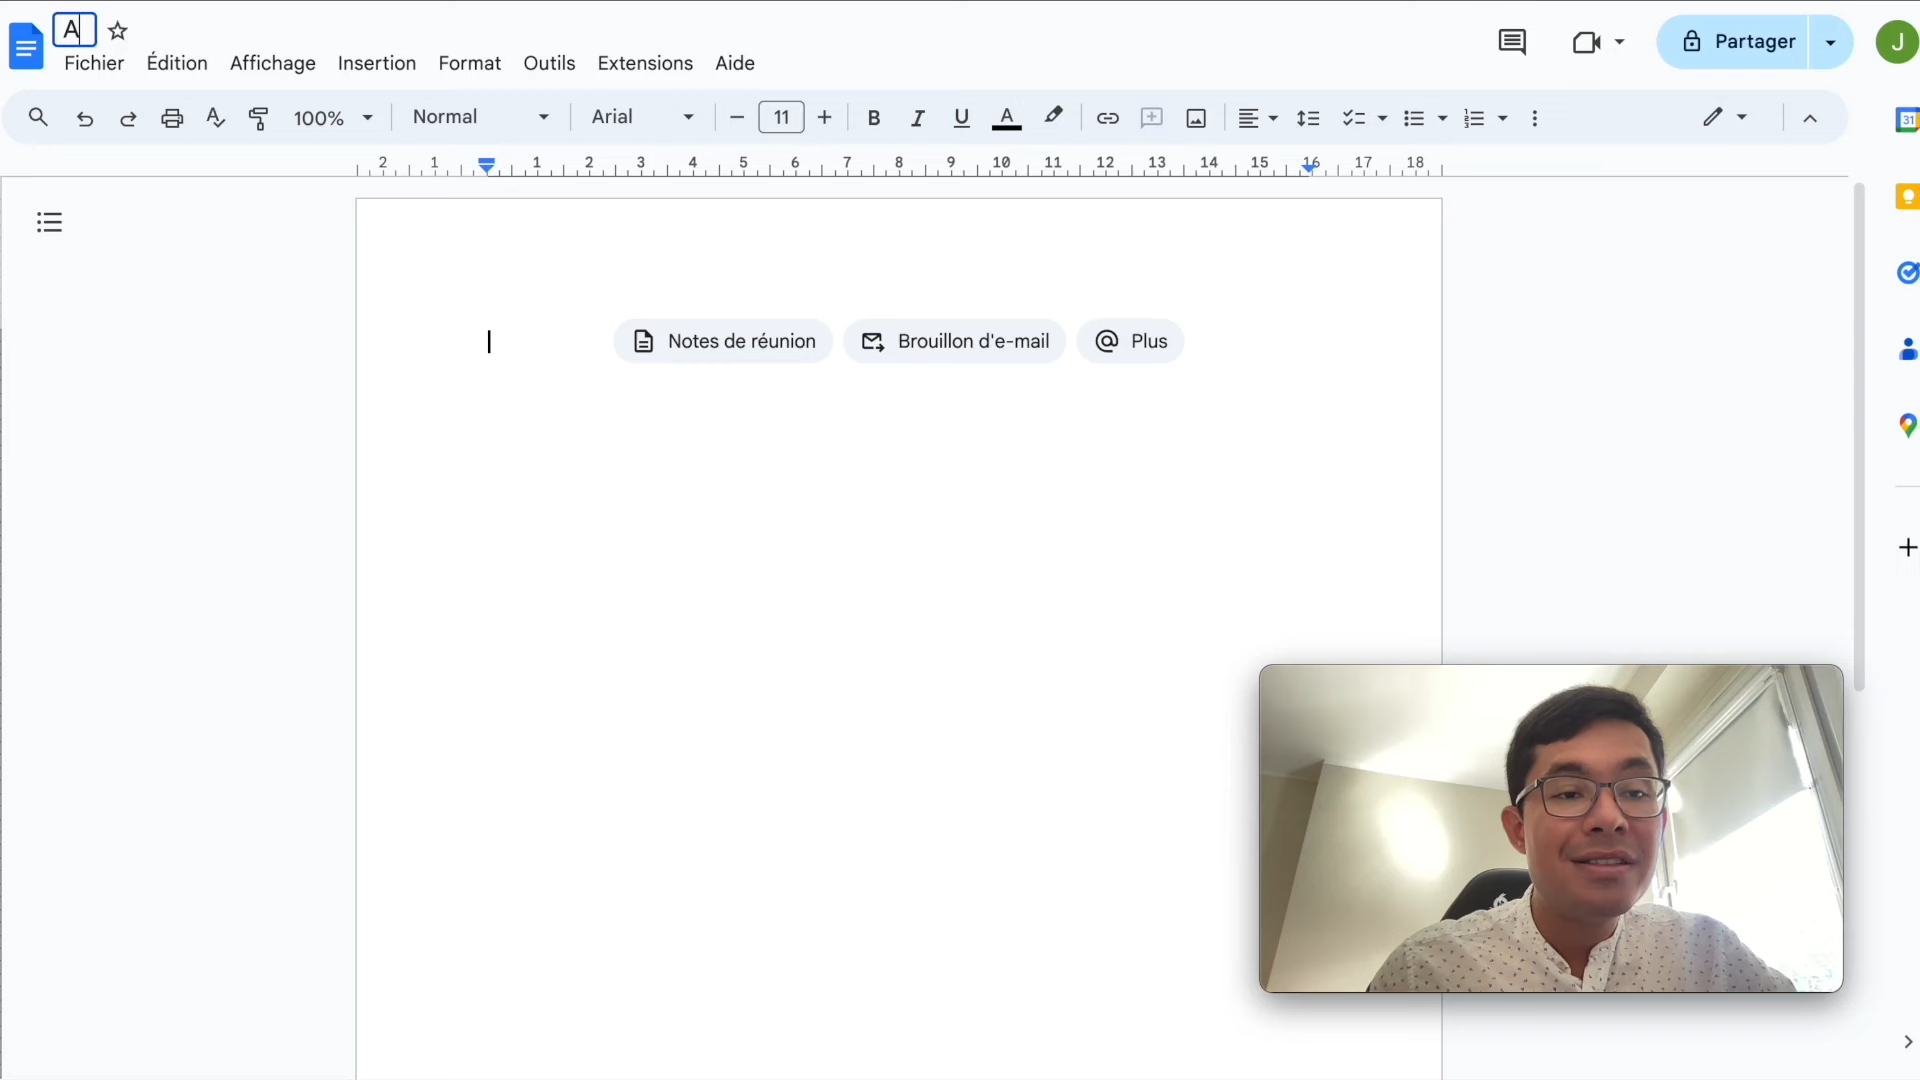 A
Fichier Édition Affichage Insertion Format Outils Extensions Aide
Partager
J
100% Normal Arial 11 B I U A
31
2 1 1 2 3 4 5 6 7 8 9 10 11 12 13 14 15 16 17 18
Notes de réunion Brouillon d'e-mail Plus